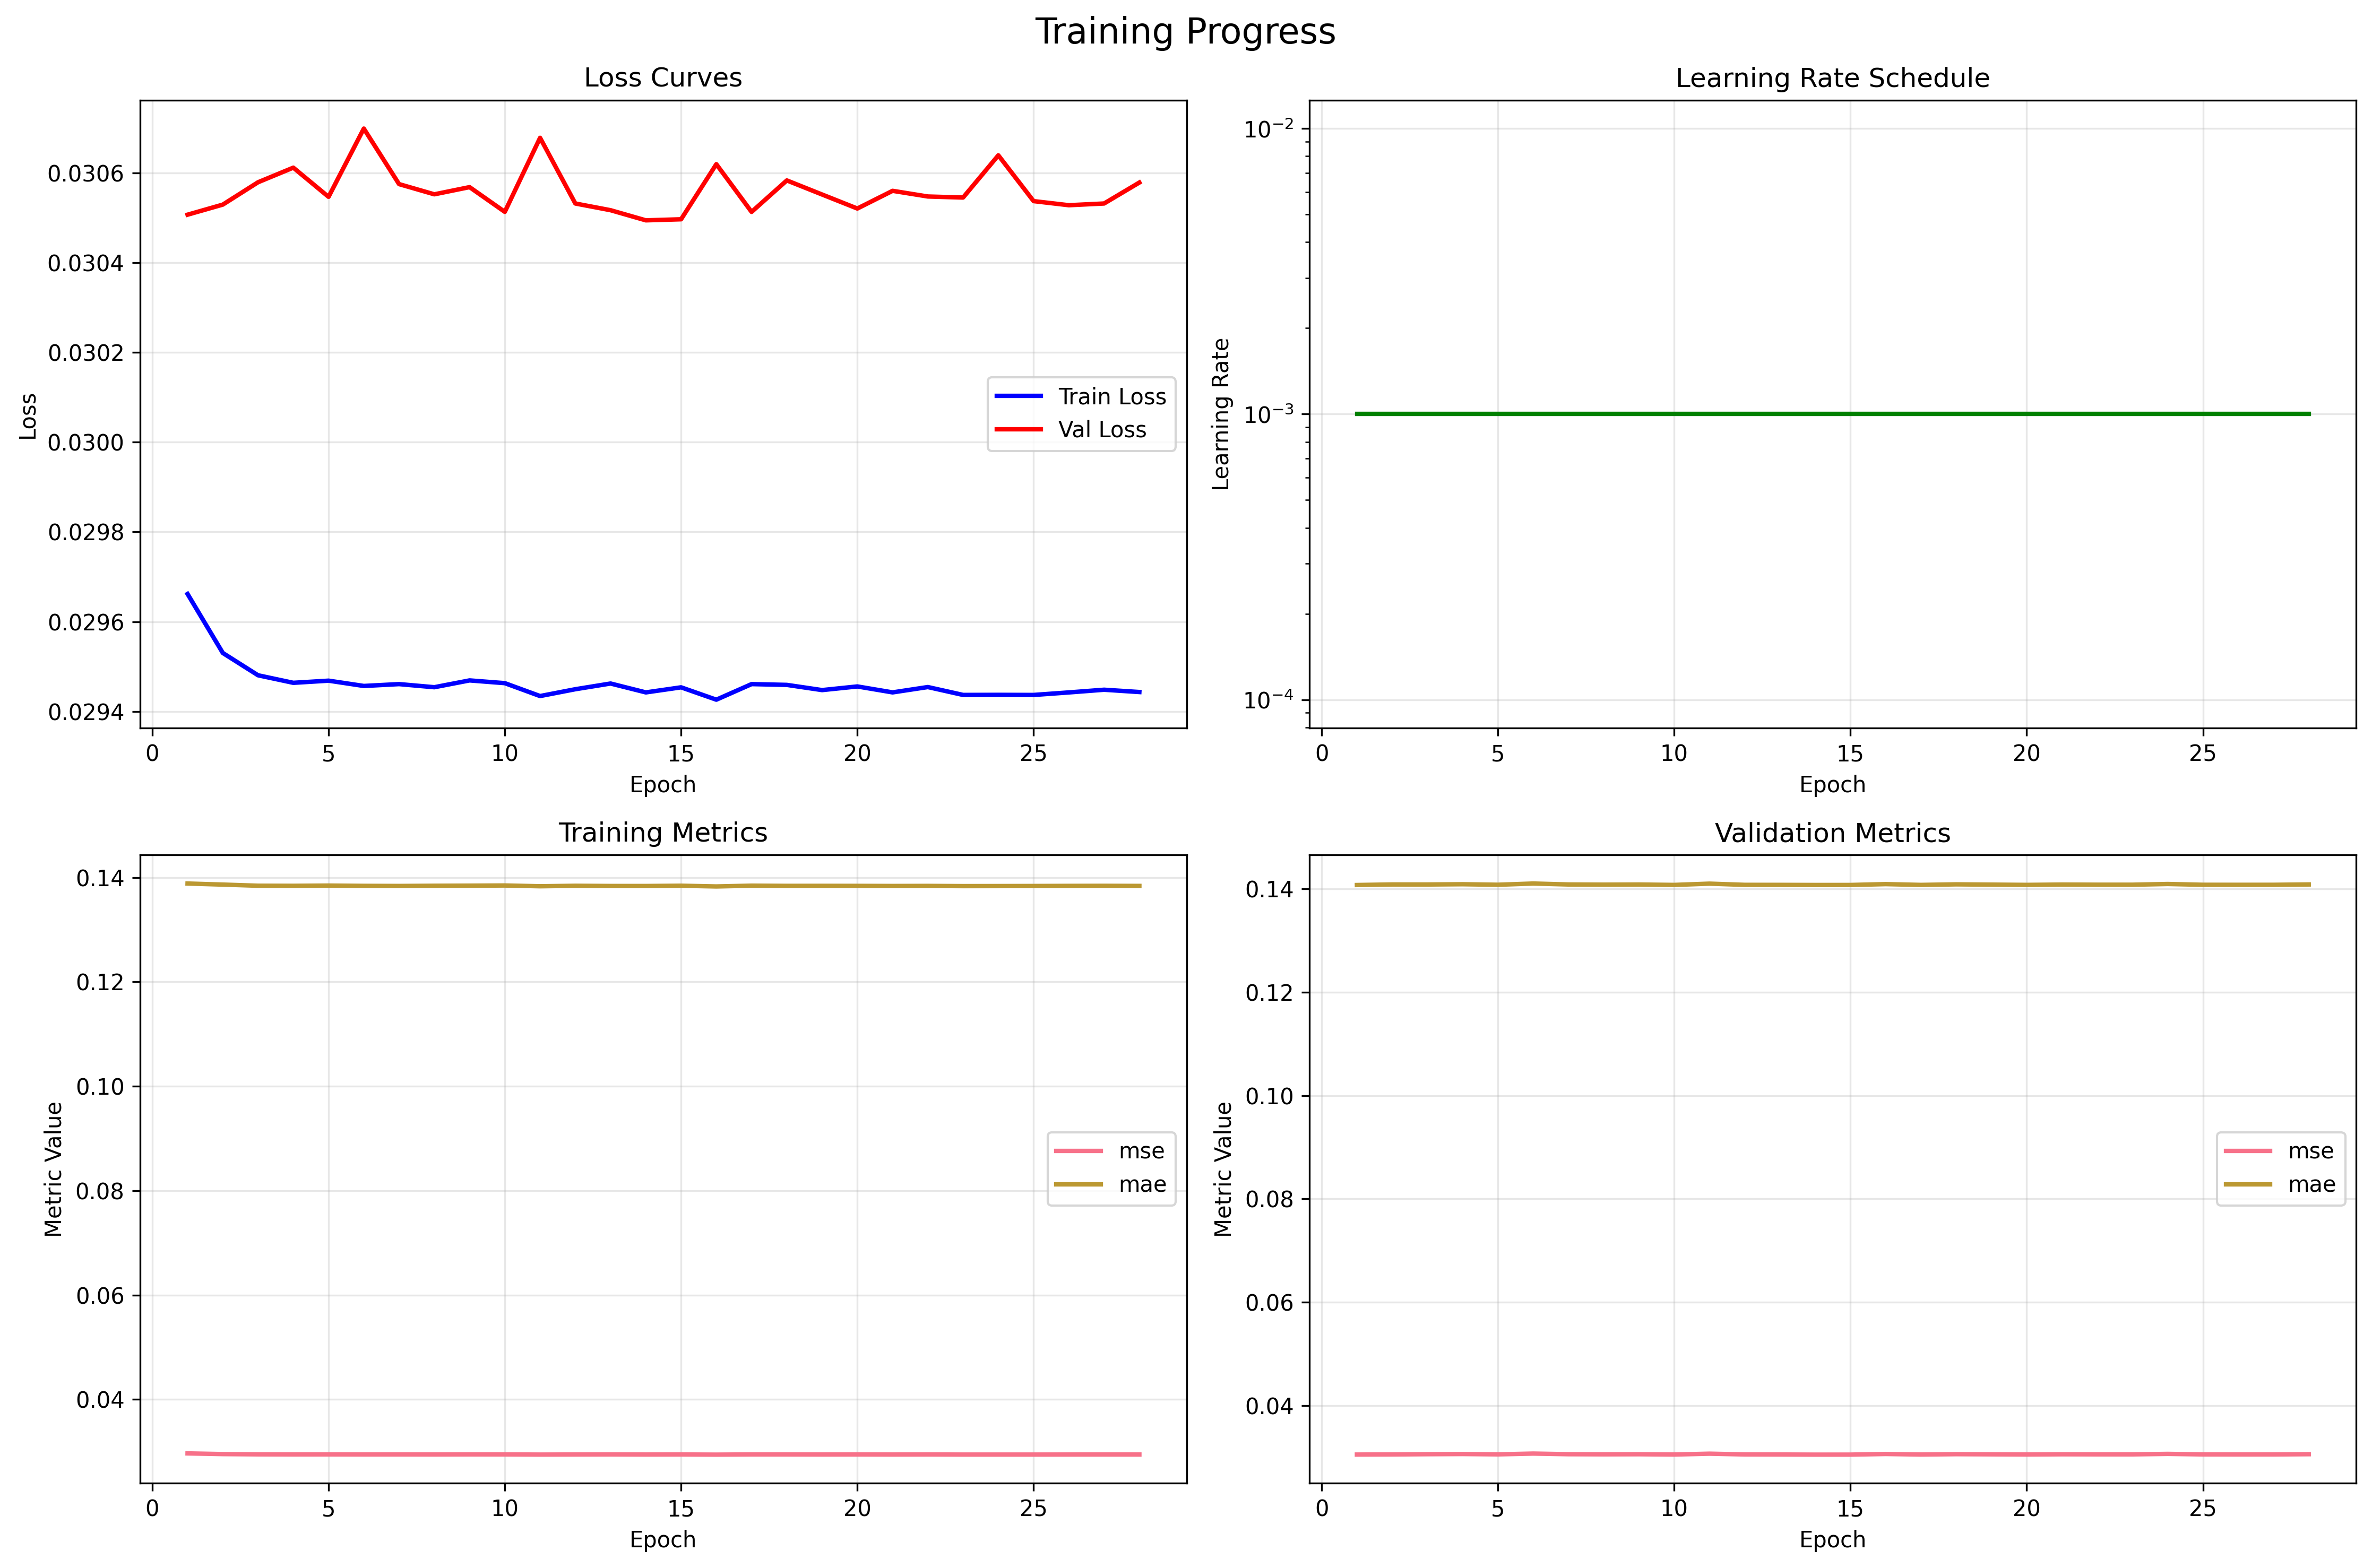 Training Progress
Loss Curves
0.0306
0.0304
0.0302
0.0300
0.0298
0.0296
0.0294
Loss
Train Loss
Val Loss
0 5 10 15 20 25
Epoch
Learning Rate Schedule
10⁻²
10⁻³
10⁻⁴
Learning Rate
0 5 10 15 20 25
Epoch
Training Metrics
0.14
0.12
0.10
0.08
0.06
0.04
Metric Value
mse
mae
0 5 10 15 20 25
Epoch
Validation Metrics
0.14
0.12
0.10
0.08
0.06
0.04
Metric Value
mse
mae
0 5 10 15 20 25
Epoch